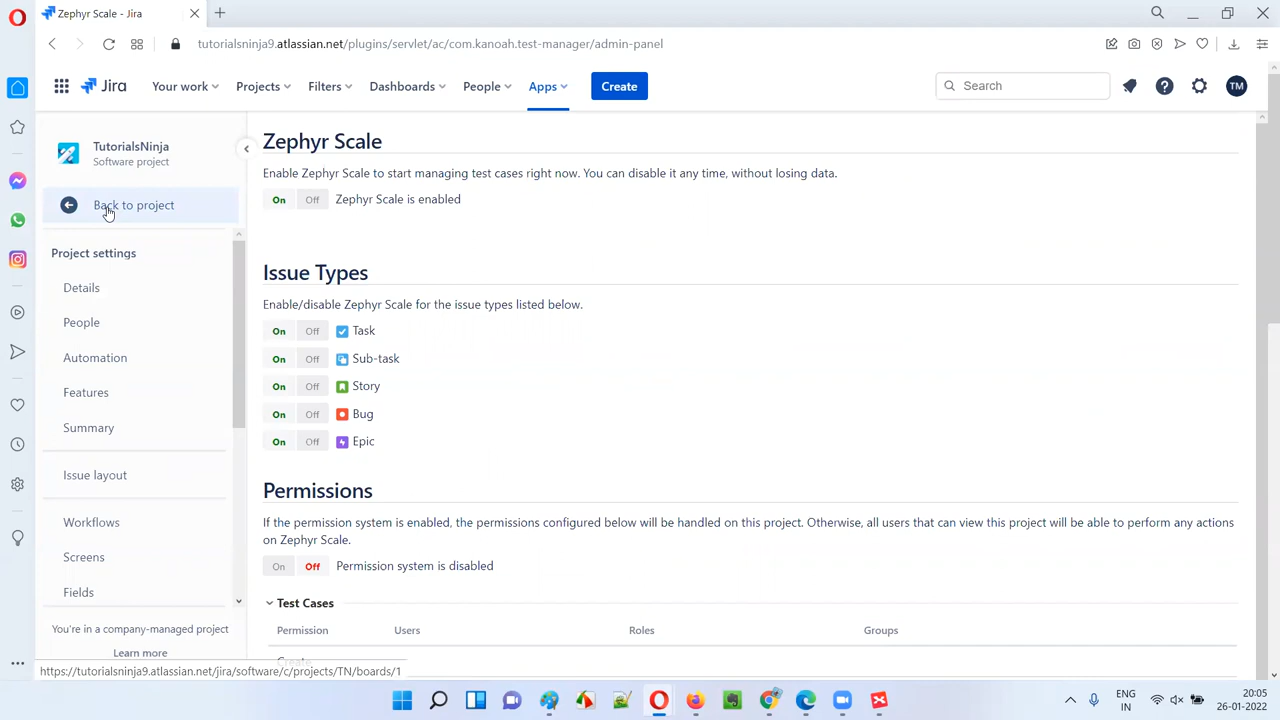 Zephyr Scale - Jira
tutorialsninja9.atlassian.net/plugins/servlet/ac/com.kanoah.test-manager/admin-panel
Jira Your work Projects Filters Dashboards People Apps Create Search TM
TutorialsNinja
Software project
Back to project
Project settings
Details
People
Automation
Features
Summary
Issue layout
Workflows
Screens
Fields
You're in a company-managed project
Learn more
Zephyr Scale
Enable Zephyr Scale to start managing test cases right now. You can disable it any time, without losing data.
On Off Zephyr Scale is enabled
Issue Types
Enable/disable Zephyr Scale for the issue types listed below.
On Off Task
On Off Sub-task
On Off Story
On Off Bug
On Off Epic
Permissions
If the permission system is enabled, the permissions configured below will be handled on this project. Otherwise, all users that can view this project will be able to perform any actions
on Zephyr Scale.
On Off Permission system is disabled
Test Cases
Permission Users Roles Groups
Create
https://tutorialsninja9.atlassian.net/jira/software/c/projects/TN/boards/1
ENG
IN
20:05
26-01-2022